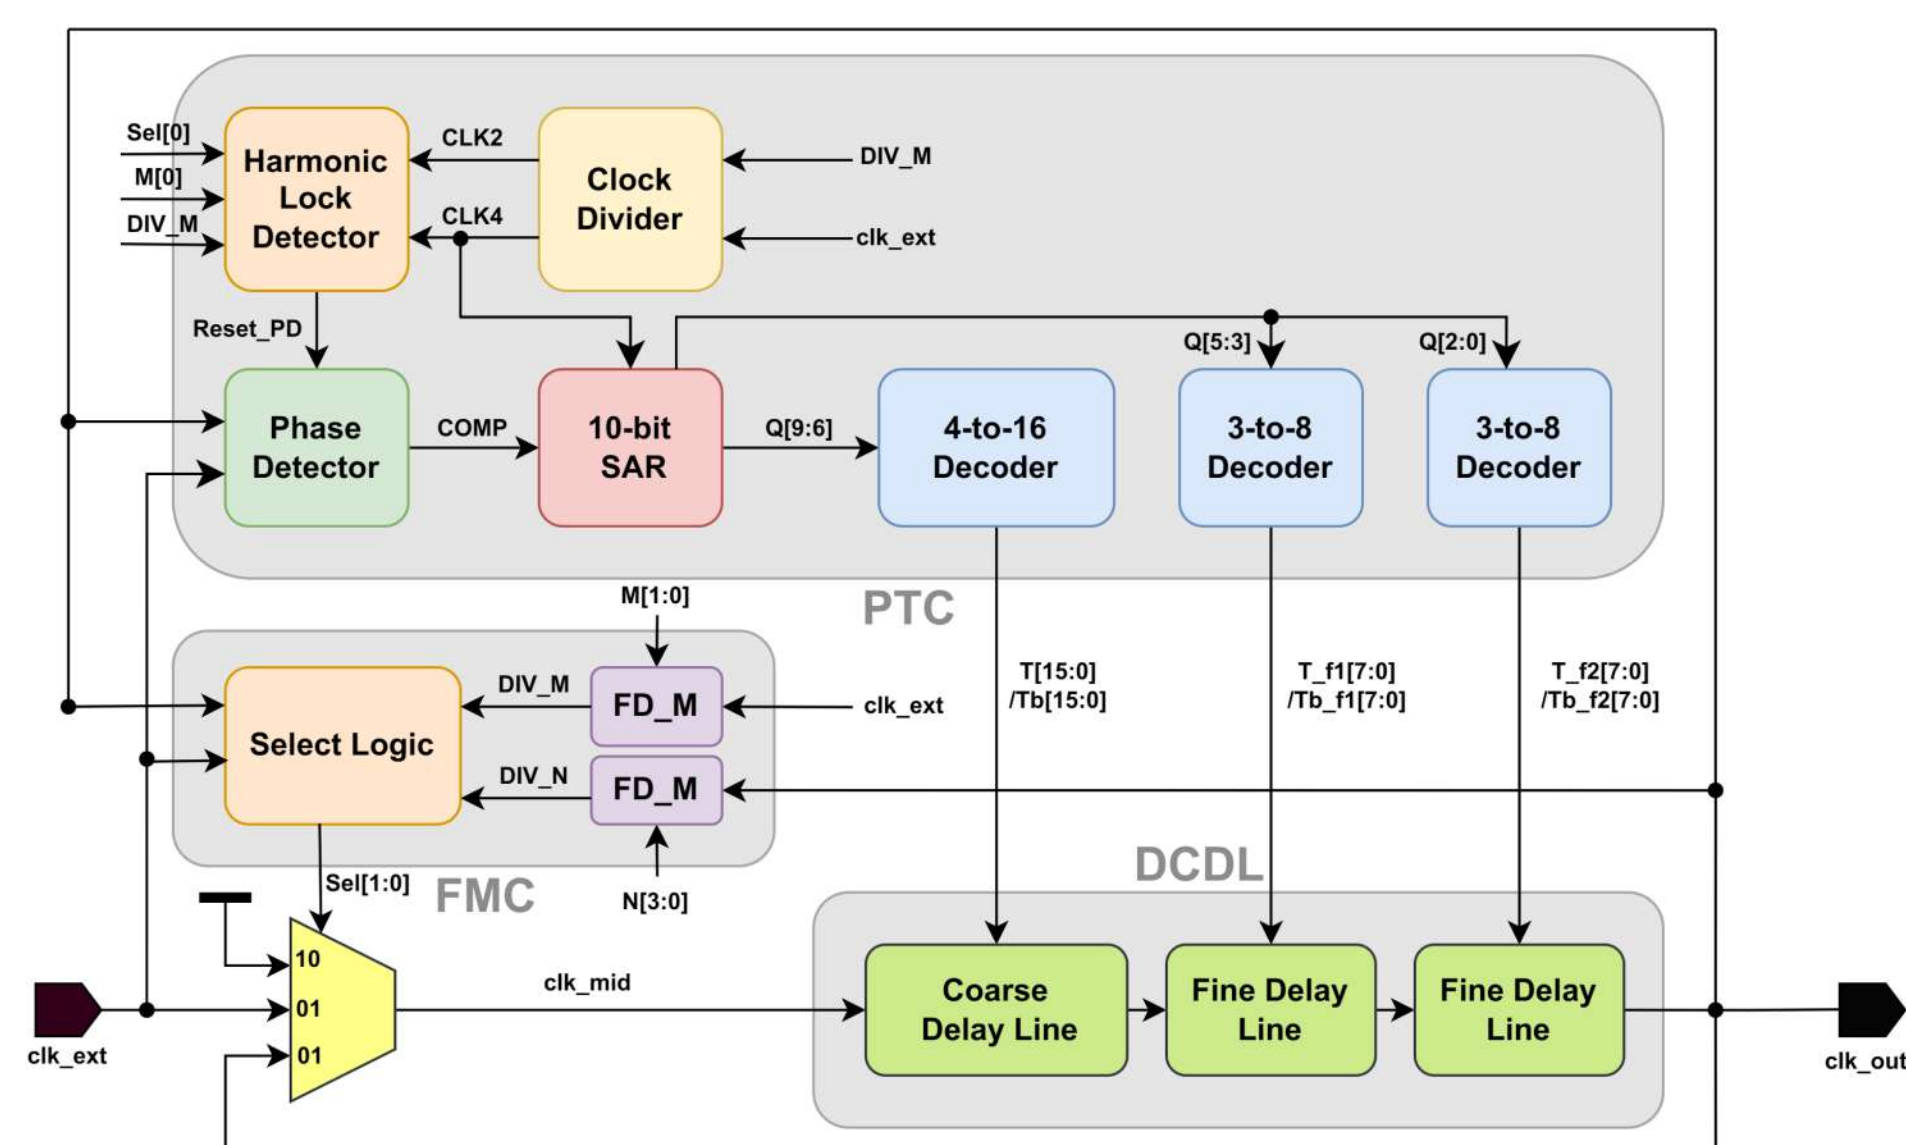 Sel[0]
M[0]
DIV_M
Harmonic
Lock
Detector
CLK2
CLK4
Clock
Divider
DIV_M
clk_ext
Reset_PD
Q[5:3]
Q[2:0]
Phase
Detector
COMP
10-bit
SAR
Q[9:6]
4-to-16
Decoder
3-to-8
Decoder
3-to-8
Decoder
PTC
M[1:0]
Select Logic
DIV_M
FD_M
clk_ext
DIV_N
FD_M
N[3:0]
FMC
Sel[1:0]
T[15:0]
/Tb[15:0]
T_f1[7:0]
/Tb_f1[7:0]
T_f2[7:0]
/Tb_f2[7:0]
DCDL
10
01
01
clk_ext
clk_mid
Coarse
Delay Line
Fine Delay
Line
Fine Delay
Line
clk_out